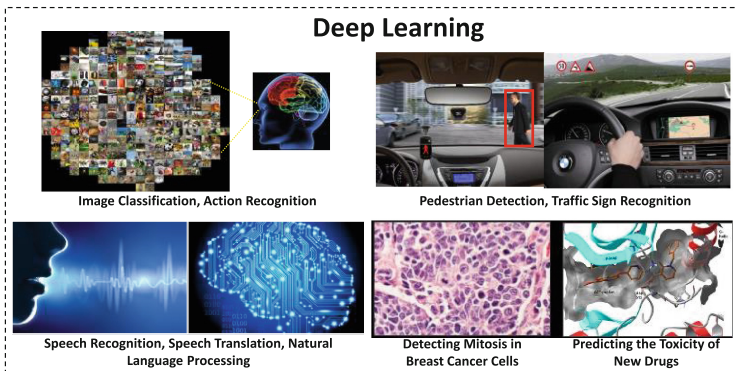 Deep Learning
Image Classification, Action Recognition
Pedestrian Detection, Traffic Sign Recognition
Speech Recognition, Speech Translation, Natural
Language Processing
Detecting Mitosis in
Breast Cancer Cells
Predicting the Toxicity of
New Drugs